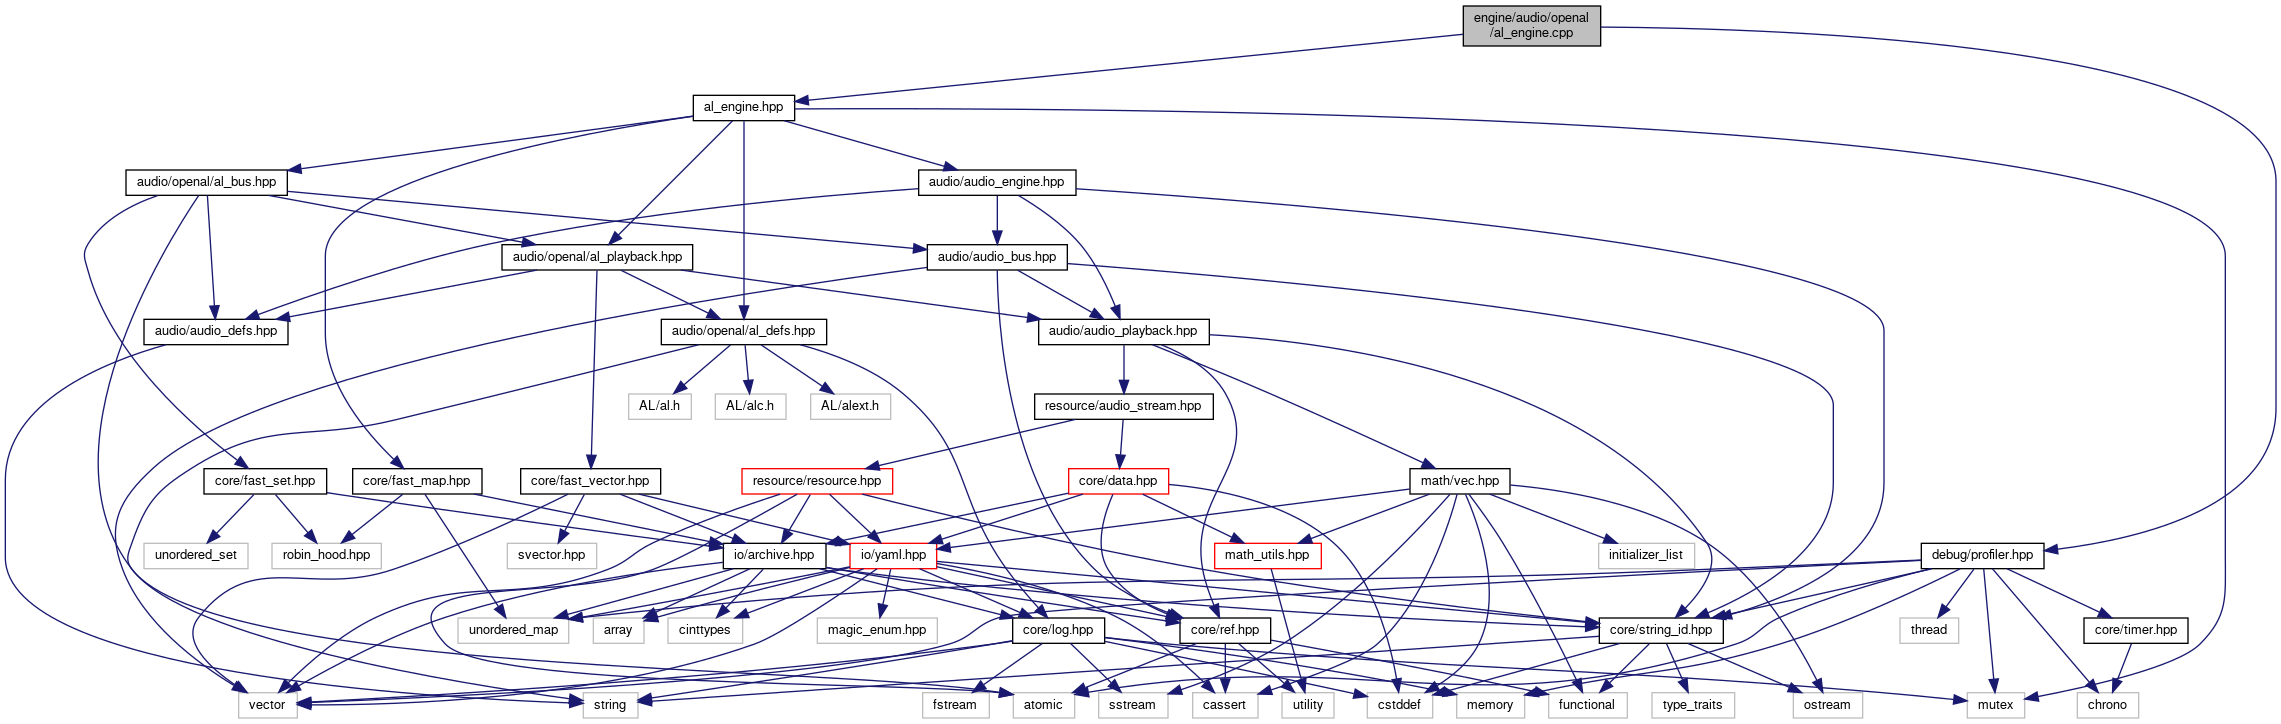 engine/audio/openal
/al_engine.cpp
al_engine.hpp
audio/openal/al_bus.hpp
audio/audio_engine.hpp
audio/openal/al_playback.hpp
audio/audio_bus.hpp
audio/audio_defs.hpp
audio/openal/al_defs.hpp
audio/audio_playback.hpp
AL/al.h
AL/alc.h
AL/alext.h
resource/audio_stream.hpp
core/fast_set.hpp
core/fast_map.hpp
core/fast_vector.hpp
resource/resource.hpp
core/data.hpp
math/vec.hpp
unordered_set
robin_hood.hpp
svector.hpp
io/archive.hpp
io/yaml.hpp
math_utils.hpp
initializer_list
debug/profiler.hpp
unordered_map
array
cinttypes
magic_enum.hpp
core/log.hpp
core/ref.hpp
core/string_id.hpp
thread
core/timer.hpp
vector
string
fstream
atomic
sstream
cassert
utility
cstddef
memory
functional
type_traits
ostream
mutex
chrono